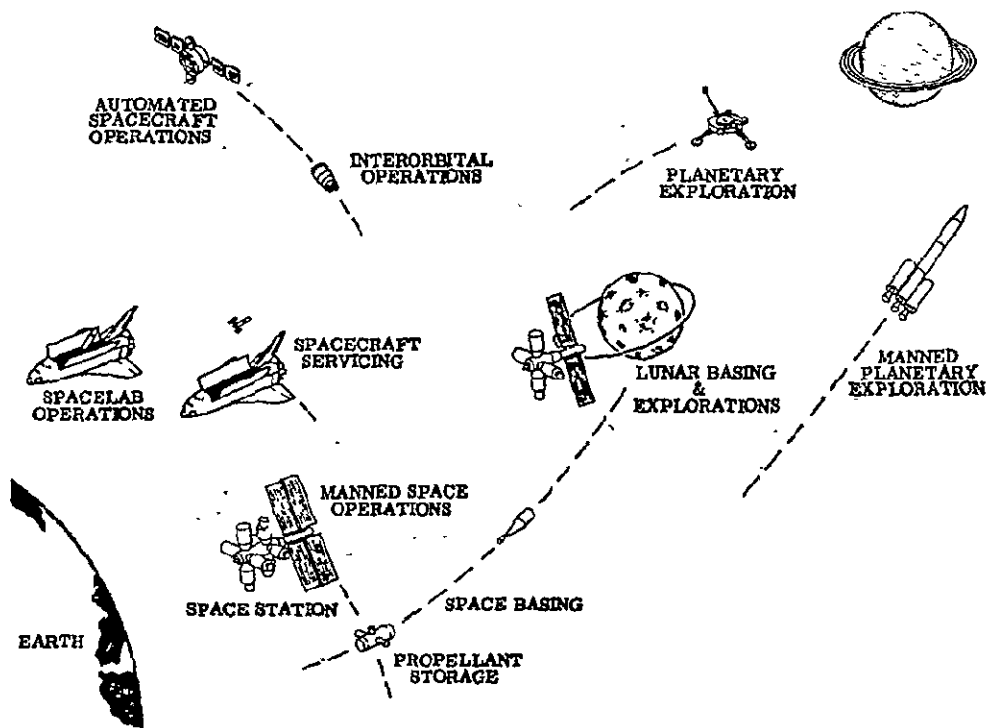 AUTOMATED
SPACECRAFT
OPERATIONS
INTERORBITAL
OPERATIONS
PLANETARY
EXPLORATION
SPACELAB
OPERATIONS
SPACECRAFT
SERVICING
LUNAR BASING
&
EXPLORATIONS
MANNED
PLANETARY
EXPLORATION
MANNED SPACE
OPERATIONS
SPACE STATION
SPACE BASING
EARTH
PROPELLANT
STORAGE